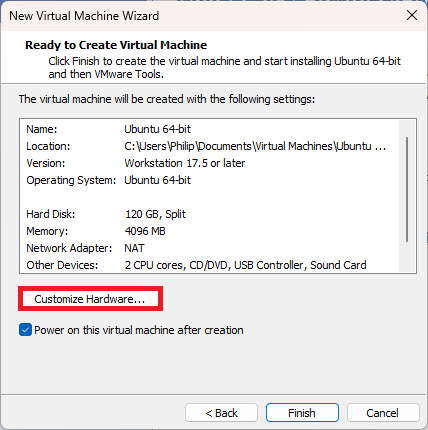 New Virtual Machine Wizard
Ready to Create Virtual Machine
Click Finish to create the virtual machine and start installing Ubuntu 64-bit
and then VMware Tools.
The virtual machine will be created with the following settings:
Name: Ubuntu 64-bit
Location: C:\Users\Philip\Documents\Virtual Machines\Ubuntu ...
Version: Workstation 17.5 or later
Operating System: Ubuntu 64-bit
Hard Disk: 120 GB, Split
Memory: 4096 MB
Network Adapter: NAT
Other Devices: 2 CPU cores, CD/DVD, USB Controller, Sound Card
Customize Hardware...
Power on this virtual machine after creation
< Back Finish Cancel